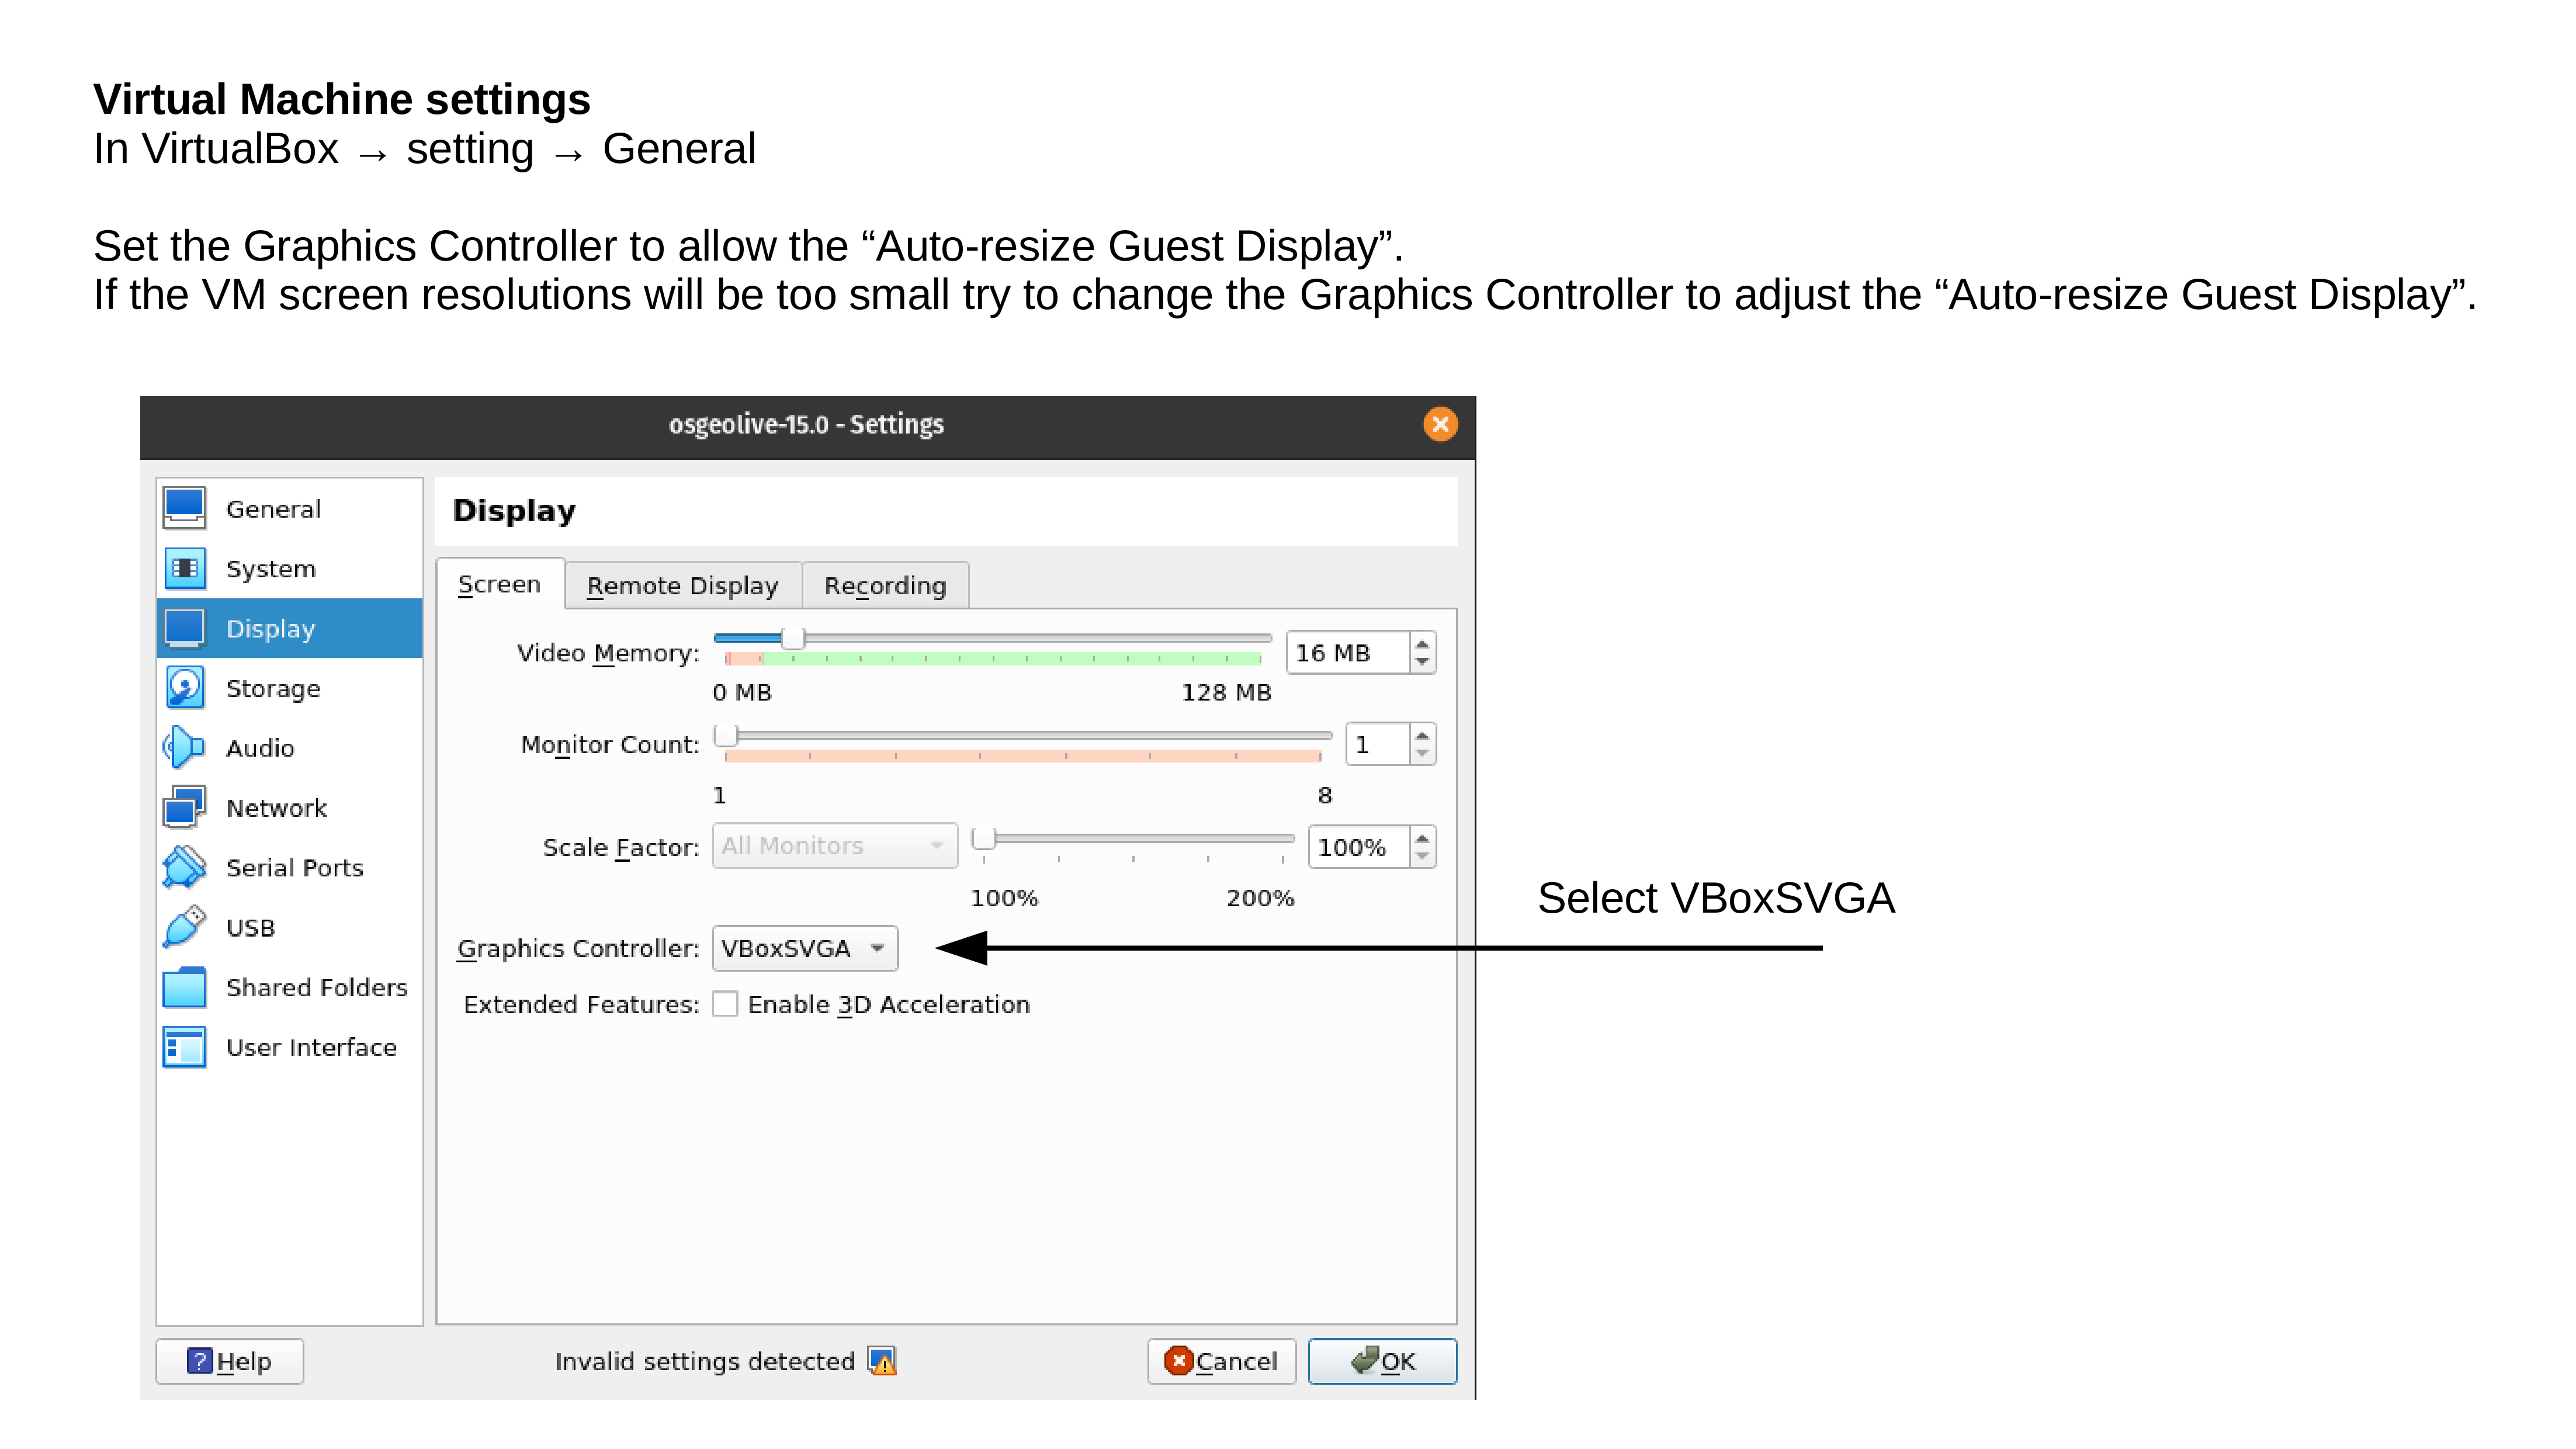 Virtual Machine settings
In VirtualBox → setting → General
Set the Graphics Controller to allow the “Auto-resize Guest Display”.
If the VM screen resolutions will be too small try to change the Graphics Controller to adjust the “Auto-resize Guest Display”.
osgeolive-15.0 - Settings
General
System
Display
Storage
Audio
Network
Serial Ports
USB
Shared Folders
User Interface
Display
Screen Remote Display Recording
Video Memory: 16 MB
0 MB 128 MB
Monitor Count: 1
1 8
Scale Factor: All Monitors 100%
100% 200%
Graphics Controller: VBoxSVGA
Extended Features: Enable 3D Acceleration
Select VBoxSVGA
Help Invalid settings detected Cancel OK